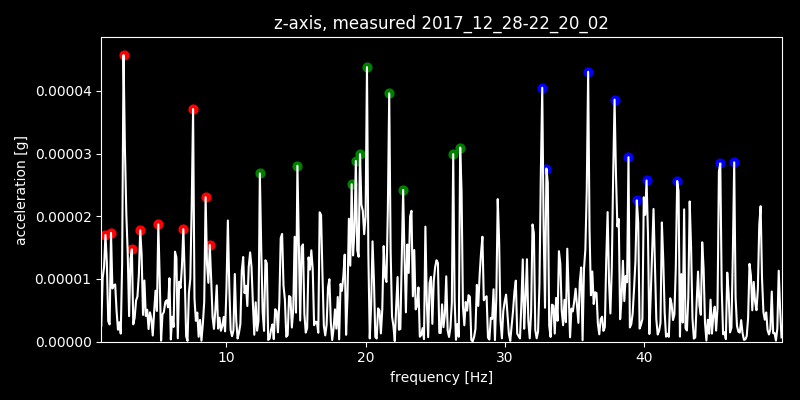 z-axis, measured 2017_12_28-22_20_02
acceleration [g]
0.00004
0.00003
0.00002
0.00001
0.00000
10 20 30 40
frequency [Hz]